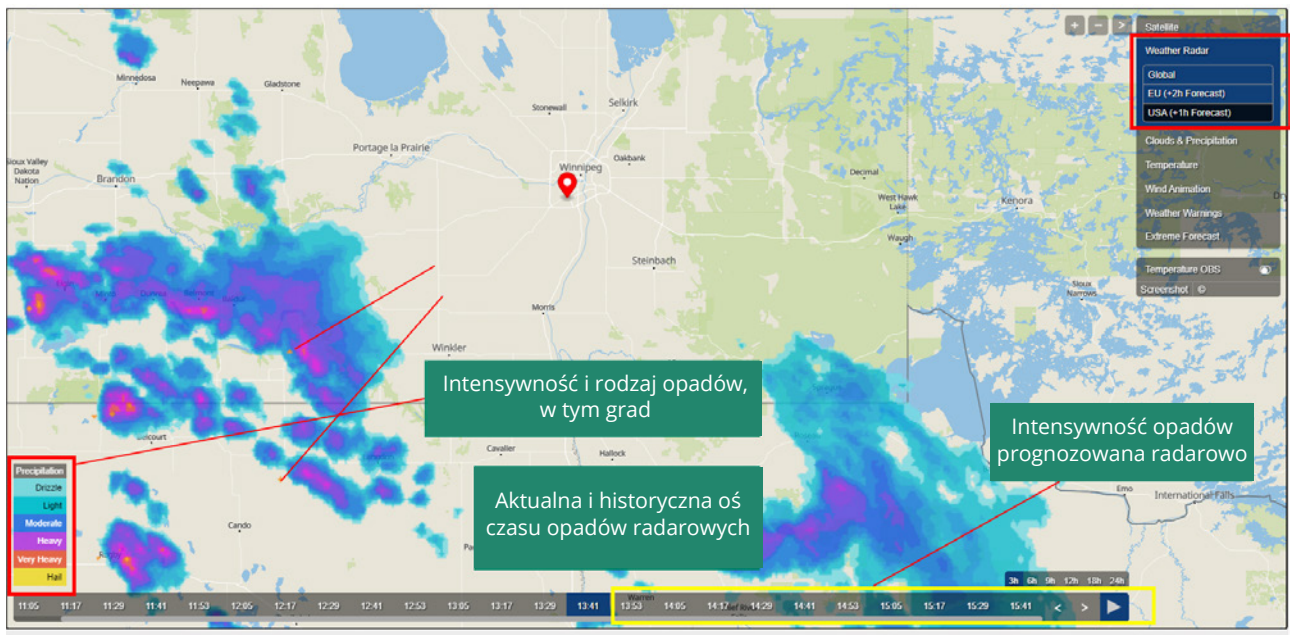 Satellite
Weather Radar
Global
EU (+2h Forecast)
USA (+1h Forecast)
Clouds & Precipitation
Temperature
Wind Animation
Weather Warnings
Extreme Forecast
Temperature OBS
Screenshot ©
Minnedosa
Neepawa
Gladstone
Stonewall
Selkirk
Portage la Prairie
Oakbank
Winnipeg
Sioux Valley
Dakota
Nation
Brandon
Decimal
West Hawk
Lake
Kenora
Waugh
Steinbach
Sioux
Narrows
Elgin
Minto
Dunrea
Belmont
Baldur
Morris
Winkler
Intensywność i rodzaj opadów,
w tym grad
Intensywność opadów
prognozowana radarowo
Aktualna i historyczna oś
czasu opadów radarowych
Cavalier
Hallock
Emo
International Falls
Cando
Precipitation
Drizzle
Light
Moderate
Heavy
Very Heavy
Hail
Rugby
Warren
3h 6h 9h 12h 18h 24h
11:05 11:17 11:29 11:41 11:53 12:05 12:17 12:29 12:41 12:53 13:05 13:17 13:29 13:41 13:53 14:05 14:17 14:29 14:41 14:53 15:05 15:17 15:29 15:41 < >